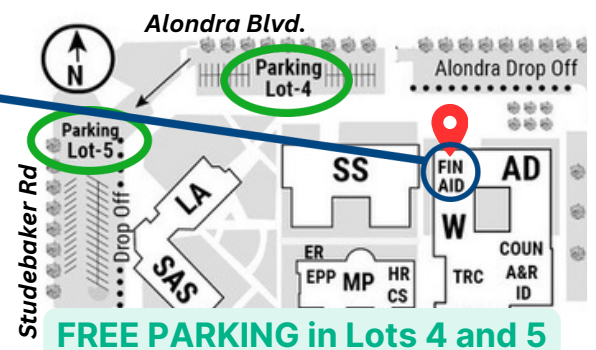 Alondra Blvd.
N
Parking
Lot-4
Alondra Drop Off
Parking
Lot-5
Studebaker Rd
Drop Off
LA
SAS
SS
FIN
AID
AD
W
ER
EPP MP HR
CS
TRC
COUN
A&R
ID
FREE PARKING in Lots 4 and 5